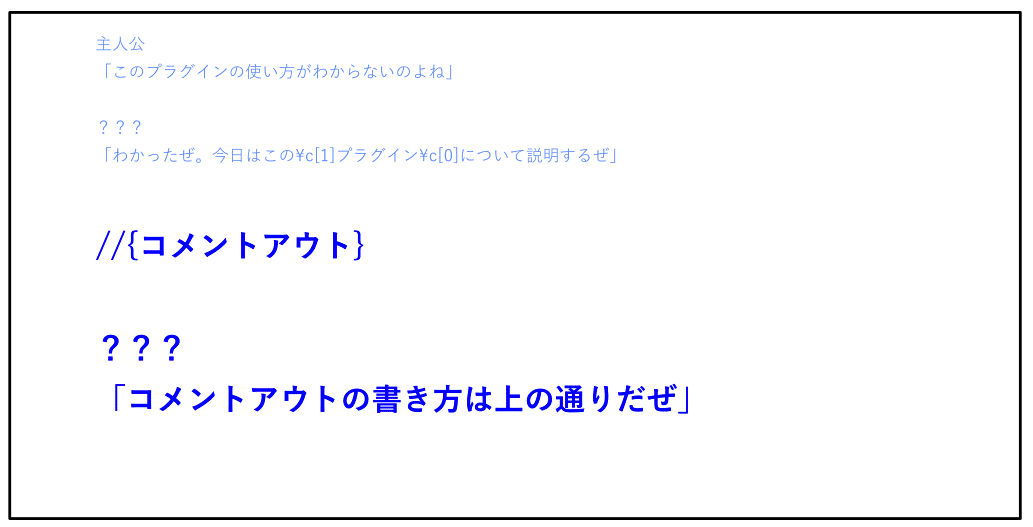 主人公
「このプラグインの使い方がわからないのよね」
？？？
「わかったぜ。今日はこの¥c[1]プラグイン¥c[0]について説明するぜ」
//{コメントアウト}
？？？
「コメントアウトの書き方は上の通りだぜ」